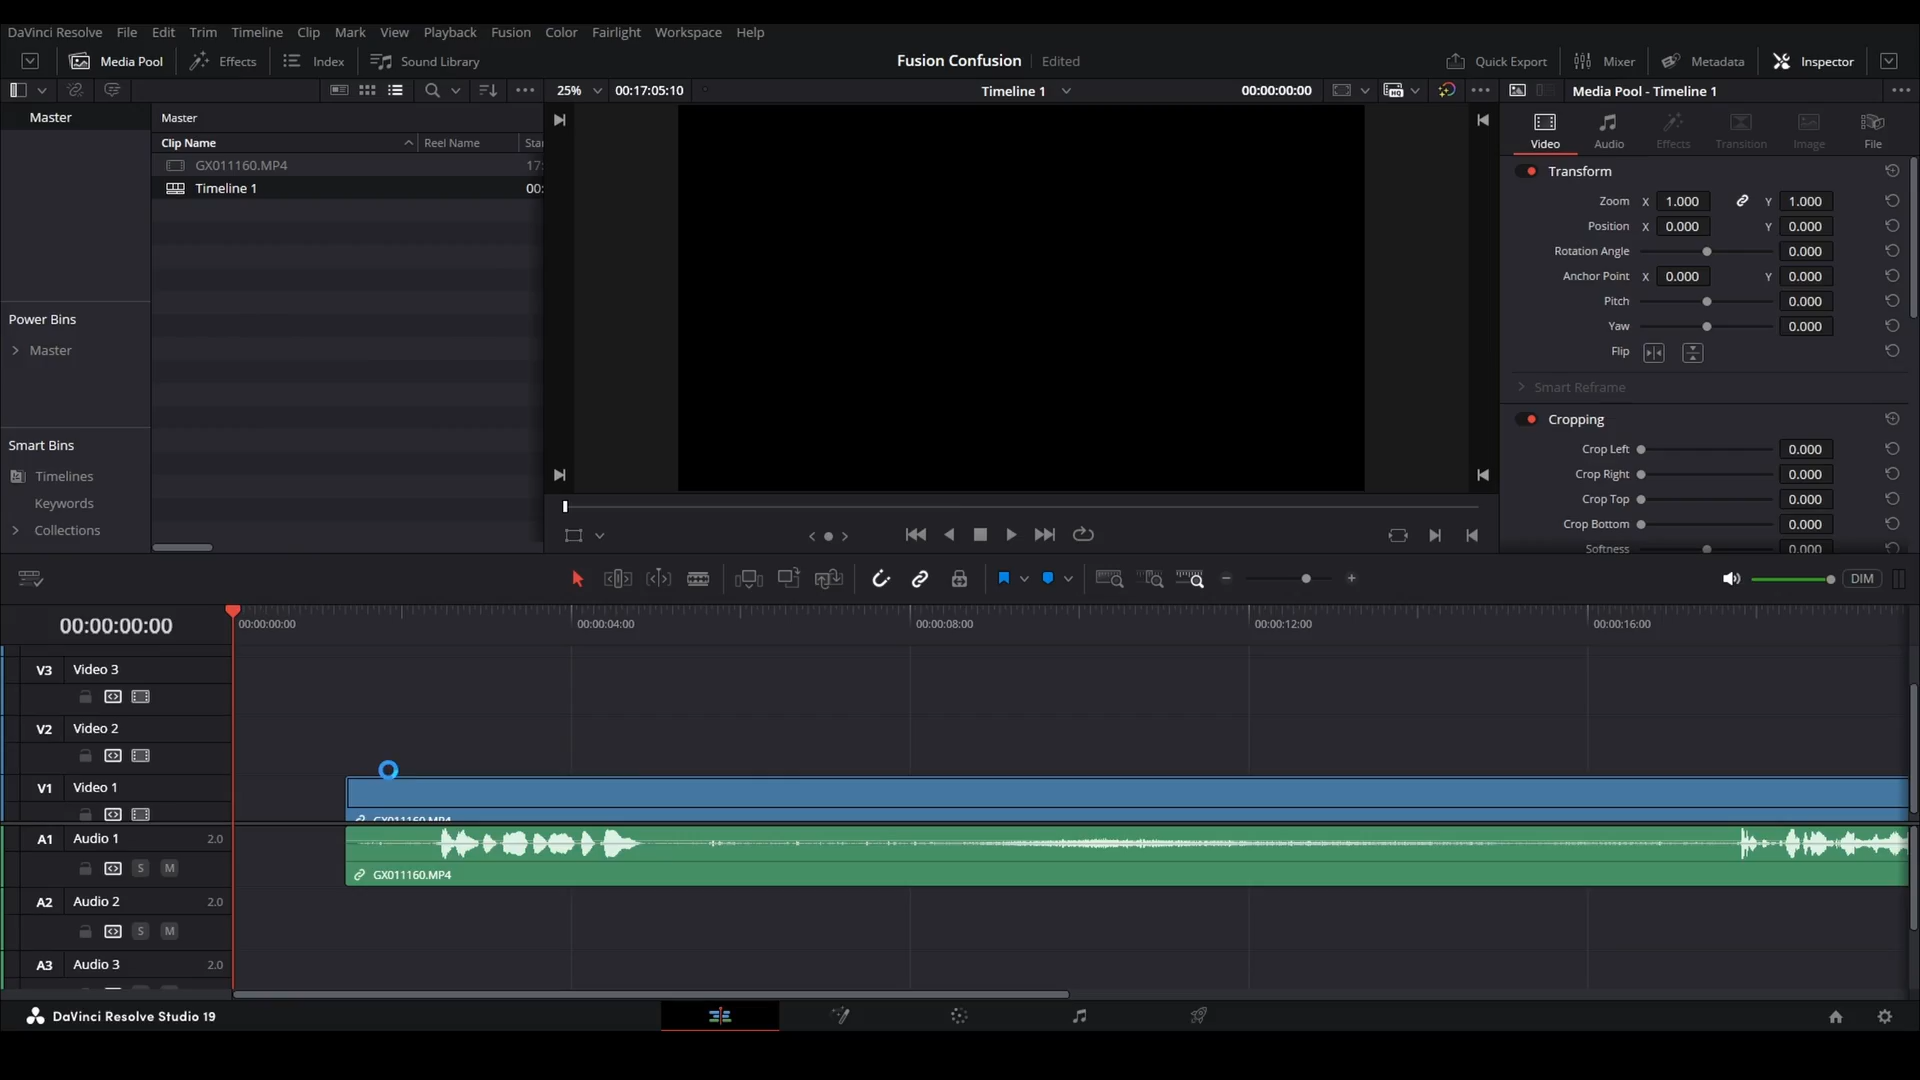 DaVinci Resolve File Edit Trim Timeline Clip Mark View Playback Fusion Color Fairlight Workspace Help
Media Pool Effects Index Sound Library Fusion Confusion Edited Quick Export Mixer Metadata Inspector
25% 00:17:05:10 Timeline 1 00:00:00:00 Media Pool - Timeline 1
Master Master
Clip Name Reel Name Star
GX011160.MP4 17:
Timeline 1 00:
Power Bins
Master
Smart Bins
Timelines
Keywords
Collections
Video Audio Effects Transition Image File
Transform
Zoom X 1.000 Y 1.000
Position X 0.000 Y 0.000
Rotation Angle 0.000
Anchor Point X 0.000 Y 0.000
Pitch 0.000
Yaw 0.000
Flip
Smart Reframe
Cropping
Crop Left 0.000
Crop Right 0.000
Crop Top 0.000
Crop Bottom 0.000
Softness 0.000
DIM
00:00:00:00 00:00:00:00 00:00:04:00 00:00:08:00 00:00:12:00 00:00:16:00
V3 Video 3
V2 Video 2
V1 Video 1
GX011160.MP4
A1 Audio 1 2.0
S M
GX011160.MP4
A2 Audio 2 2.0
S M
A3 Audio 3 2.0
DaVinci Resolve Studio 19